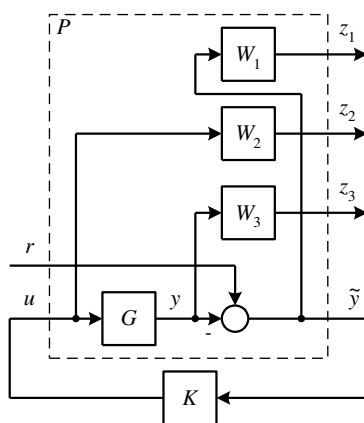 P
W₁ z₁
W₂ z₂
W₃ z₃
r
u G y - ỹ
K